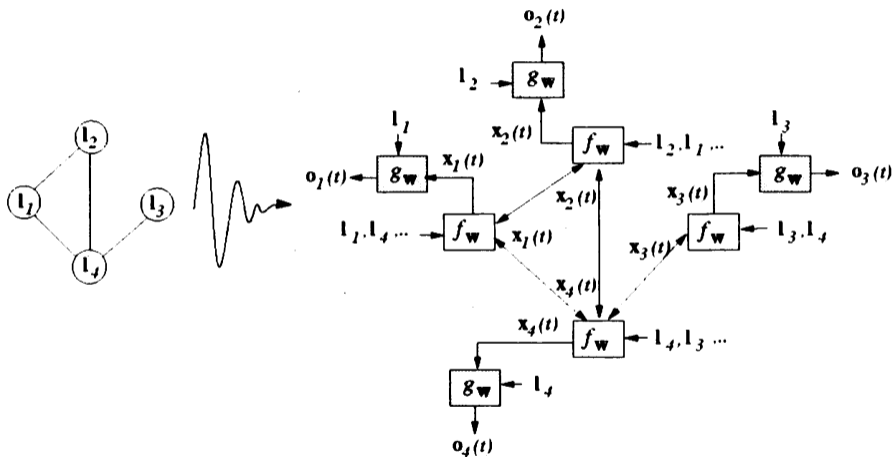 l2
l1
l3
l4
o2(t)
l2
gw
x2(t)
l1
x1(t)
o1(t)
gw
fw
l2, l1 ...
x2(t)
l3
gw
o3(t)
x3(t)
l1, l4 ...
fw
x1(t)
x3(t)
fw
l3, l4
x4(t)
x4(t)
fw
l4, l3 ...
gw
l4
o4(t)